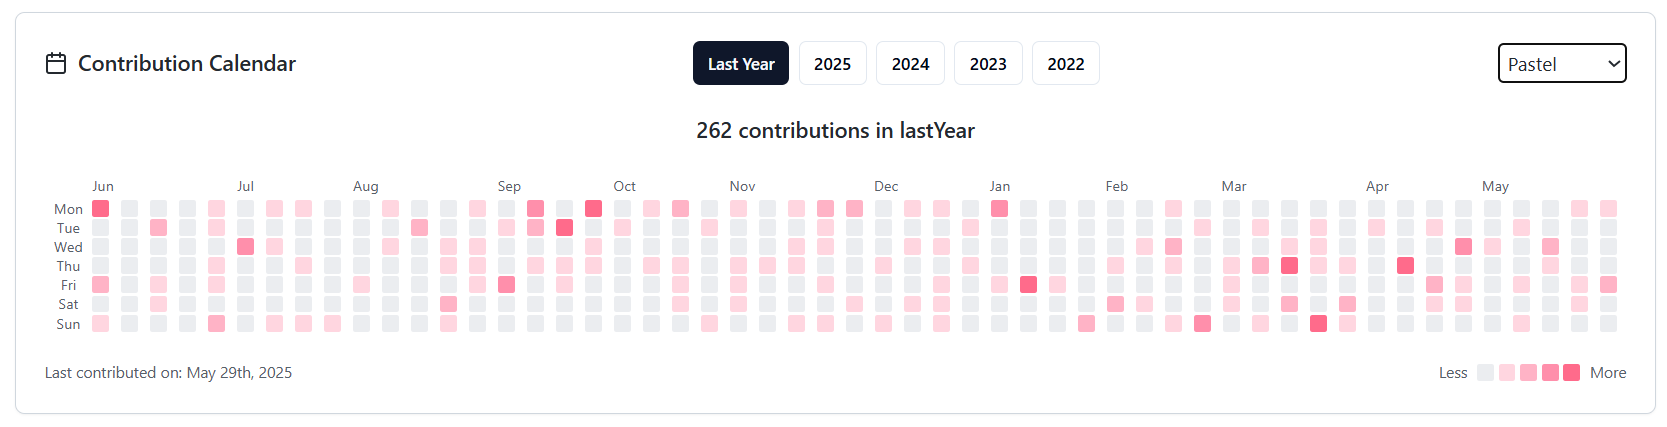 Contribution Calendar
Last Year 2025 2024 2023 2022
Pastel
262 contributions in lastYear
Jun Jul Aug Sep Oct Nov Dec Jan Feb Mar Apr May
Mon
Tue
Wed
Thu
Fri
Sat
Sun
Last contributed on: May 29th, 2025
Less More